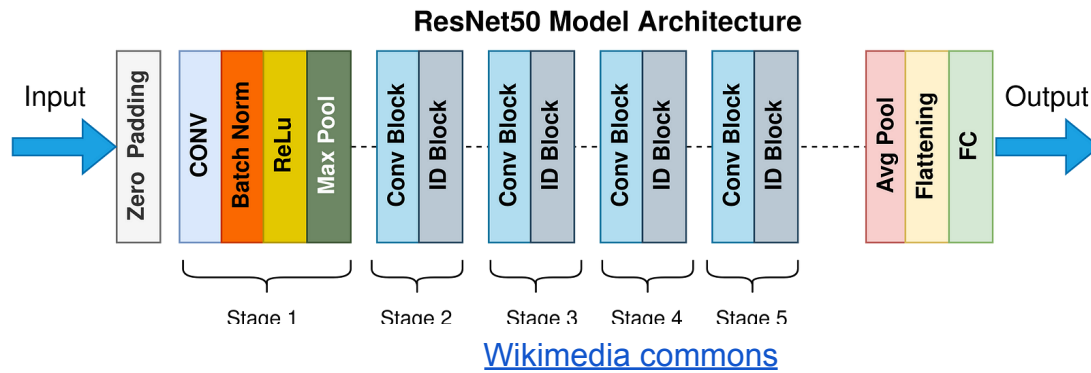 ResNet50 Model Architecture
Input
Zero Padding
CONV
Batch Norm
ReLu
Max Pool
Conv Block
ID Block
Conv Block
ID Block
Conv Block
ID Block
Conv Block
ID Block
Avg Pool
Flattening
FC
Output
Stage 1
Stage 2
Stage 3
Stage 4
Stage 5
Wikimedia commons